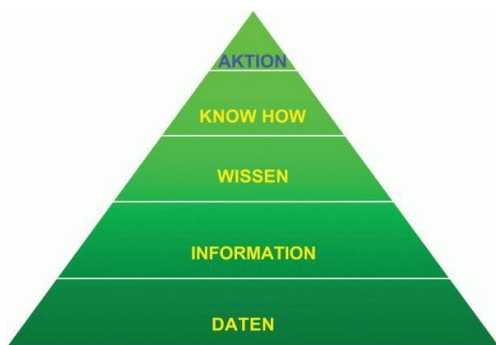 AKTION
KNOW HOW
WISSEN
INFORMATION
DATEN